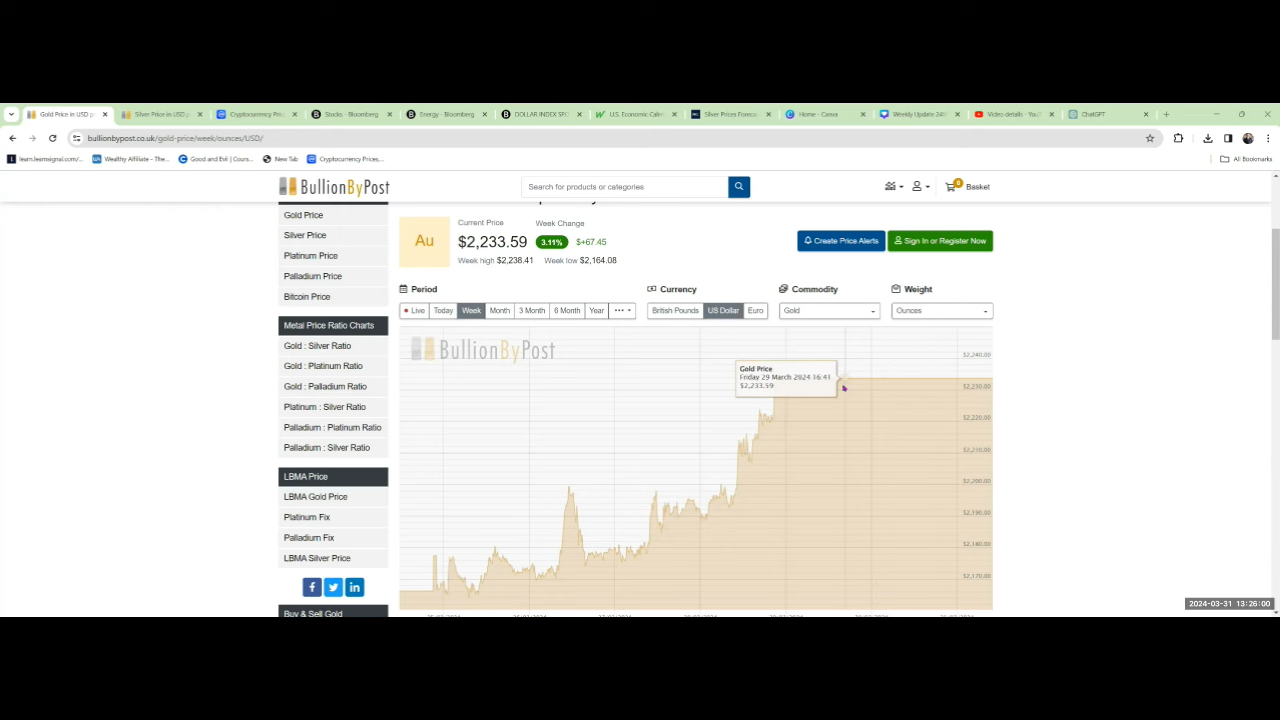 Gold Price in USD p
Silver Price in USD p
Cryptocurrency Pric
Stocks - Bloomberg
Energy - Bloomberg
DOLLAR INDEX SPO
U.S. Economic Cale
Silver Prices Foreca
Home - Canva
Weekly Update 24M
Video details - YouT
ChatGPT
bullionbypost.co.uk/gold-price/week/ounces/USD/
learn.learnsignal.com/...
Wealthy Affiliate - The...
Good and Evil | Cours...
New Tab
Cryptocurrency Prices,...
All Bookmarks
BullionByPost
Search for products or categories
0
Basket
Gold Price
Silver Price
Platinum Price
Palladium Price
Bitcoin Price
Metal Price Ratio Charts
Gold : Silver Ratio
Gold : Platinum Ratio
Gold : Palladium Ratio
Platinum : Silver Ratio
Palladium : Platinum Ratio
Palladium : Silver Ratio
LBMA Price
LBMA Gold Price
Platinum Fix
Palladium Fix
LBMA Silver Price
Buy & Sell Gold
Au
Current Price
$2,233.59
Week Change
3.11% $+67.45
Week high $2,238.41 Week low $2,164.08
Create Price Alerts
Sign In or Register Now
Period
Live Today Week Month 3 Month 6 Month Year
Currency
British Pounds US Dollar Euro
Commodity
Gold
Weight
Ounces
BullionByPost
Gold Price
Friday 29 March 2024 16:41
$2,233.59
$2,240.00
$2,230.00
$2,220.00
$2,210.00
$2,200.00
$2,190.00
$2,180.00
$2,170.00
2024-03-31 13:26:00